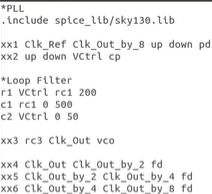 *PLL
.include spice_lib/sky130.lib
xx1 Clk_Ref Clk_Out_by_8 up down pd
xx2 up down VCtrl cp
*Loop Filter
r1 VCtrl rc1 200
c1 rc1 0 500
c2 VCtrl 0 50
xx3 rc3 Clk_Out vco
xx4 Clk_Out Clk_Out_by_2 fd
xx5 Clk_Out_by_2 Clk_Out_by_4 fd
xx6 Clk_Out_by_4 Clk_Out_by_8 fd